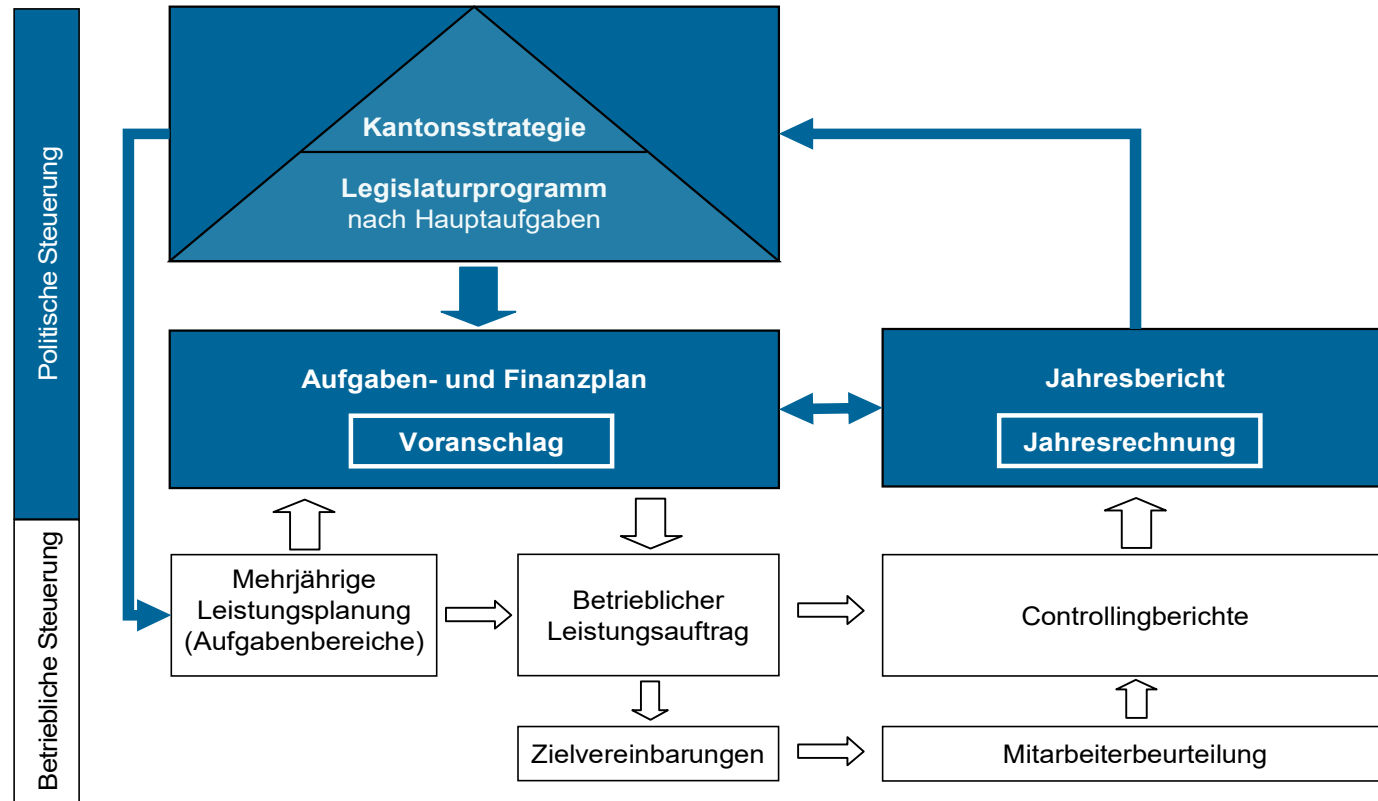 Politische Steuerung
Kantonsstrategie
Legislaturprogramm
nach Hauptaufgaben
Aufgaben- und Finanzplan
Voranschlag
Jahresbericht
Jahresrechnung
Betriebliche Steuerung
Mehrjährige
Leistungsplanung
(Aufgabenbereiche)
Betrieblicher
Leistungsauftrag
Controllingberichte
Zielvereinbarungen
Mitarbeiterbeurteilung